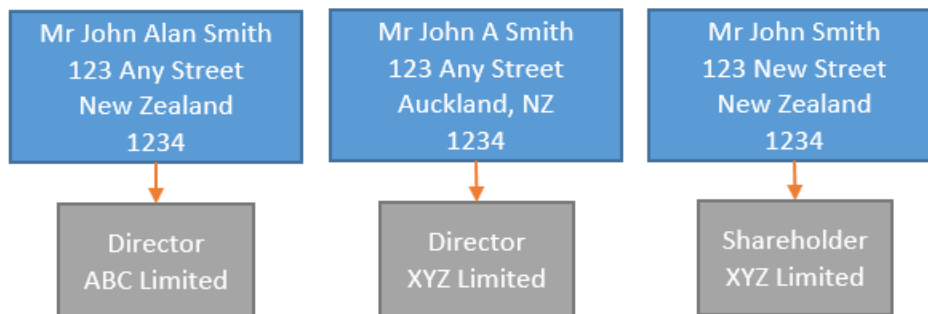 Mr John Alan Smith
123 Any Street
New Zealand
1234
Director
ABC Limited
Mr John A Smith
123 Any Street
Auckland, NZ
1234
Director
XYZ Limited
Mr John Smith
123 New Street
New Zealand
1234
Shareholder
XYZ Limited